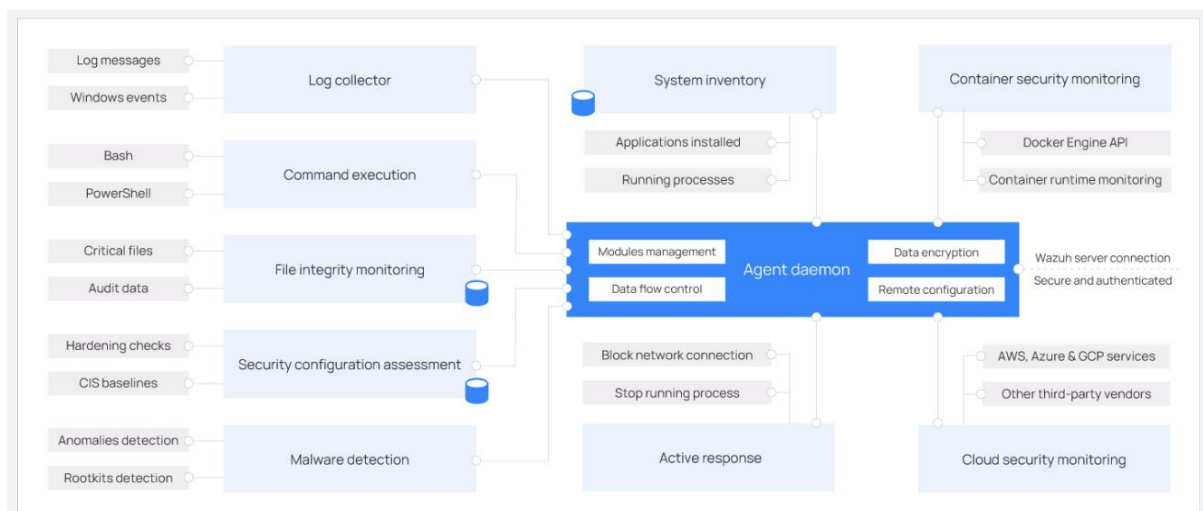 Log messages
Windows events
Log collector
Bash
PowerShell
Command execution
Critical files
Audit data
File integrity monitoring
Hardening checks
CIS baselines
Security configuration assessment
Anomalies detection
Rootkits detection
Malware detection
System inventory
Applications installed
Running processes
Container security monitoring
Docker Engine API
Container runtime monitoring
Modules management
Data flow control
Agent daemon
Data encryption
Remote configuration
Wazuh server connection
Secure and authenticated
Block network connection
Stop running process
Active response
AWS, Azure & GCP services
Other third-party vendors
Cloud security monitoring